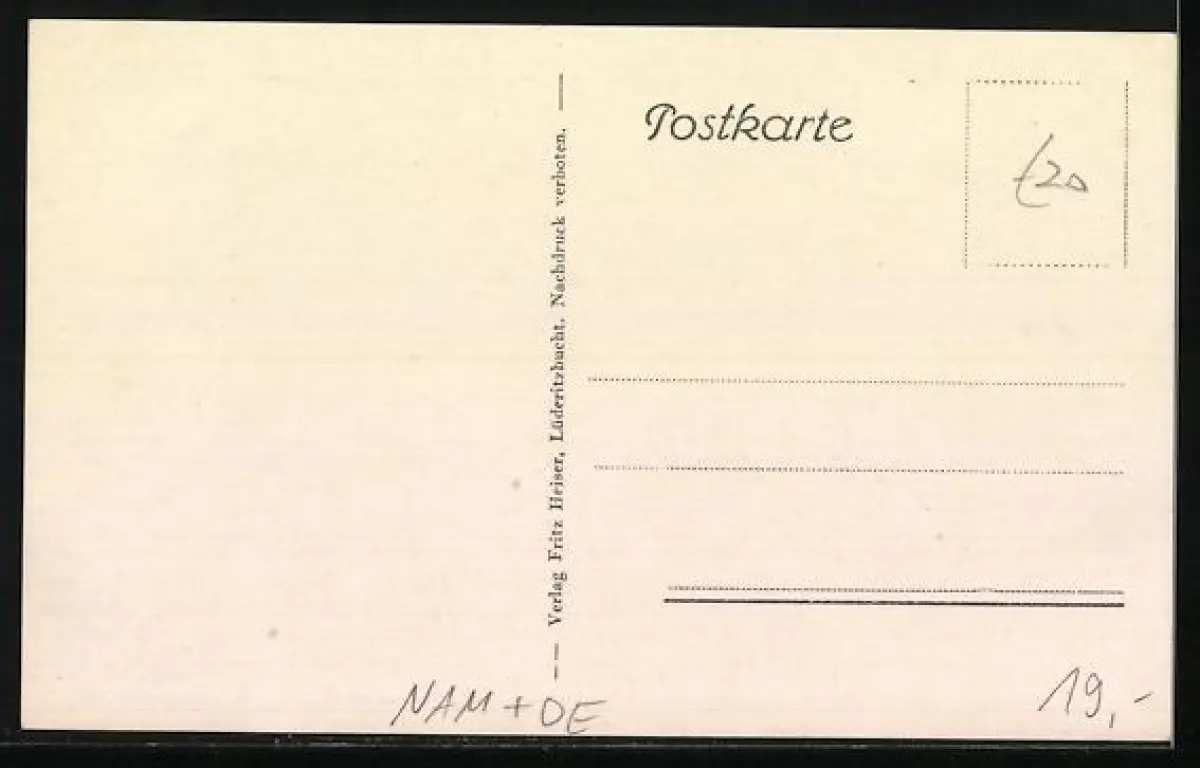 Postkarte
Verlag Fritz Heiser, Lüderitzbucht. Nachdruck verboten.
NAM + DE
19,-